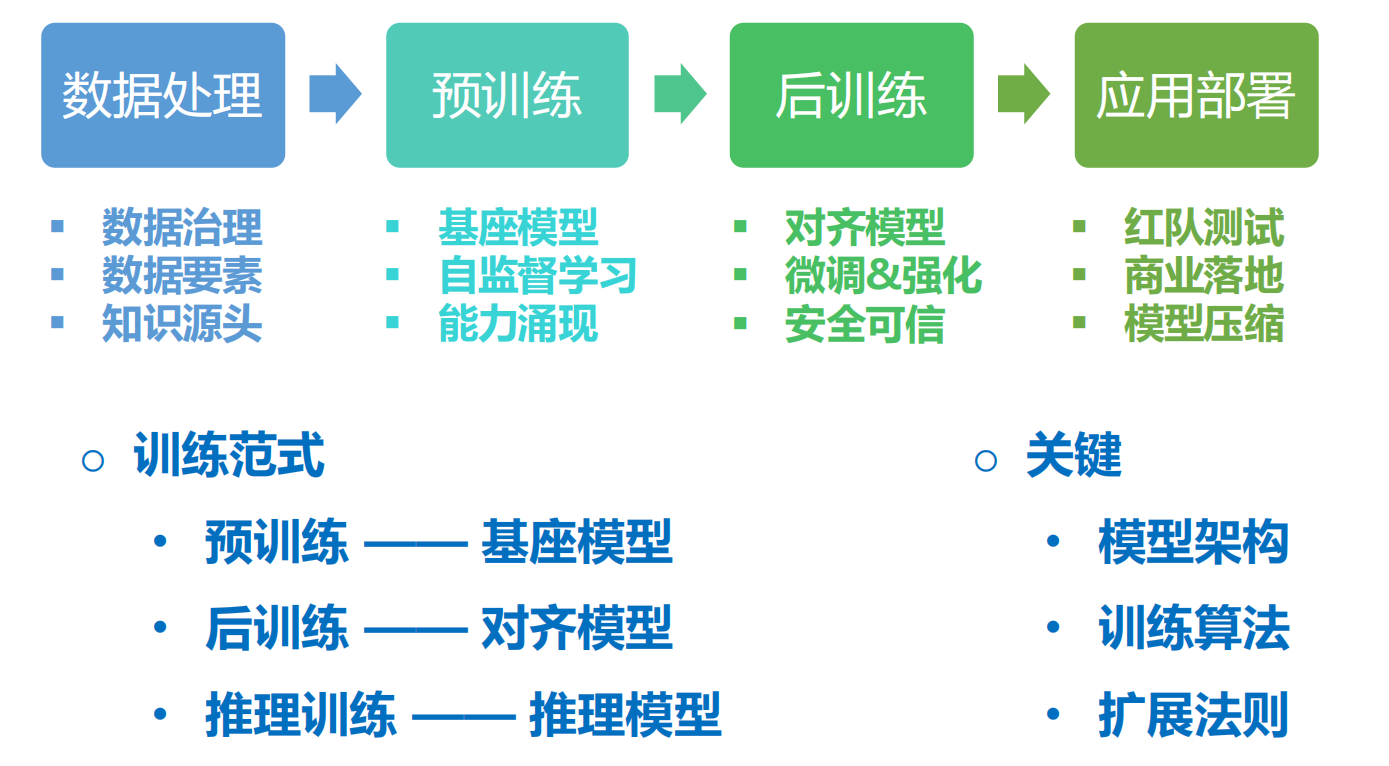 数据处理
预训练
后训练
应用部署
▪ 数据治理
▪ 数据要素
▪ 知识源头
▪ 基座模型
▪ 自监督学习
▪ 能力涌现
▪ 对齐模型
▪ 微调&强化
▪ 安全可信
▪ 红队测试
▪ 商业落地
▪ 模型压缩
○ 训练范式
• 预训练 —— 基座模型
• 后训练 —— 对齐模型
• 推理训练 —— 推理模型
○ 关键
• 模型架构
• 训练算法
• 扩展法则